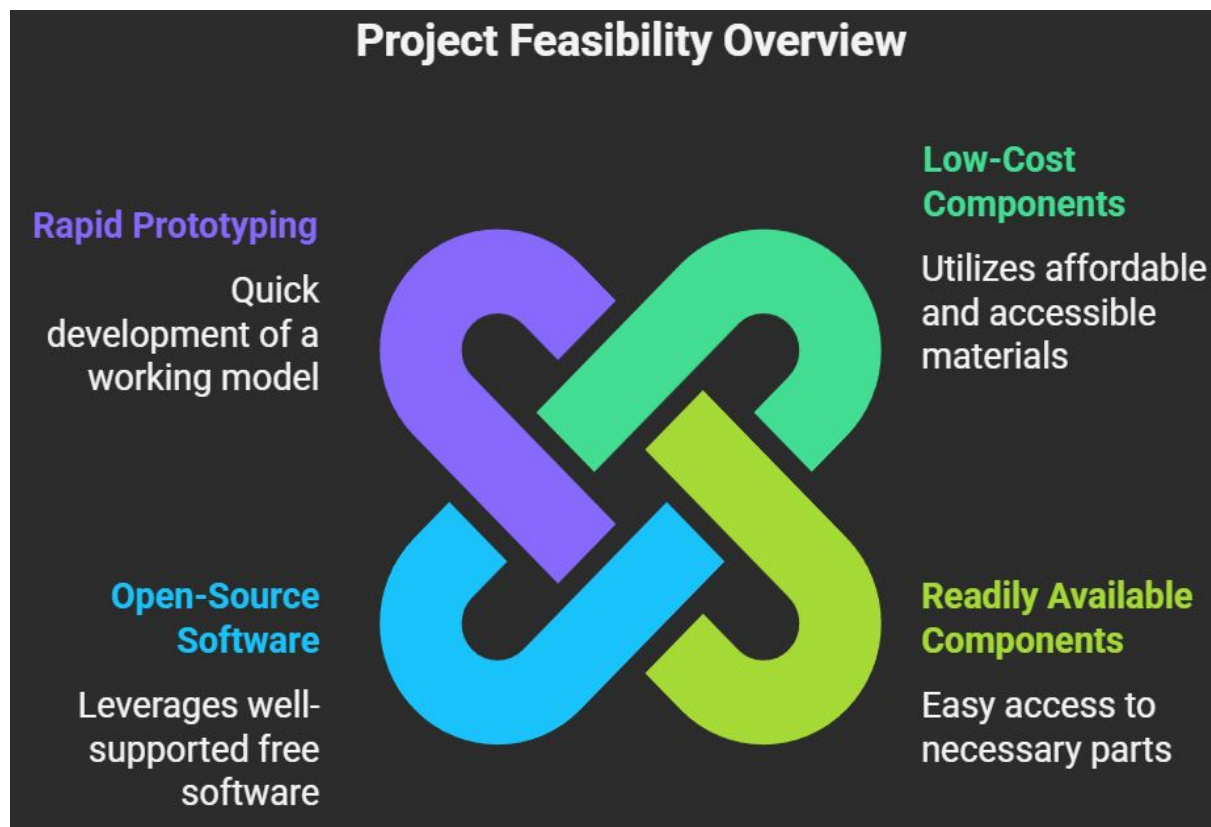 Project Feasibility Overview
Rapid Prototyping
Quick
development of a
working model
Low-Cost
Components
Utilizes affordable
and accessible
materials
Open-Source
Software
Leverages well-
supported free
software
Readily Available
Components
Easy access to
necessary parts